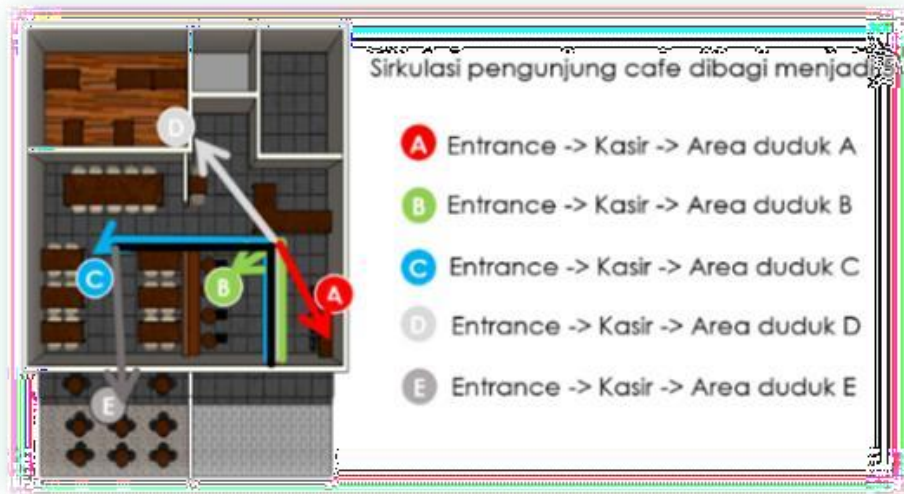 Sirkulasi pengunjung cafe dibagi menjadi
A Entrance -> Kasir -> Area duduk A
B Entrance -> Kasir -> Area duduk B
C Entrance -> Kasir -> Area duduk C
D Entrance -> Kasir -> Area duduk D
E Entrance -> Kasir -> Area duduk E
D
C
B
A
E